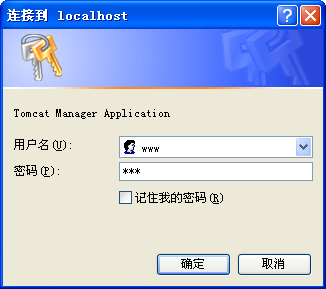 连接到 localhost
Tomcat Manager Application
用户名(U):
www
密码(P):
***
记住我的密码(R)
确定
取消